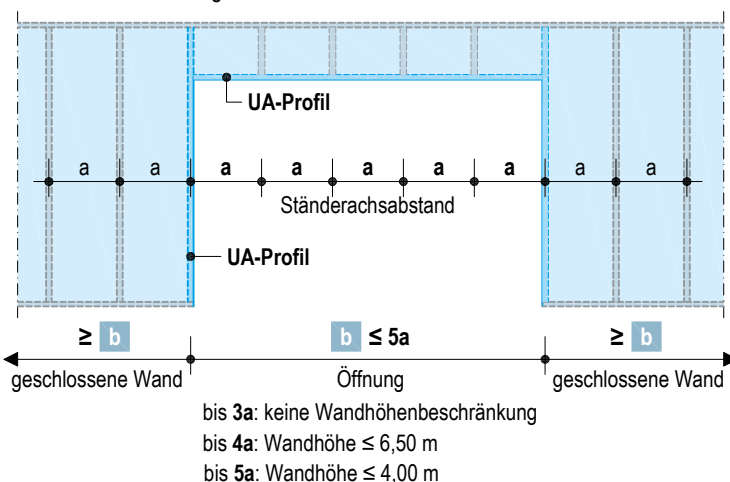 UA-Profil
a a a a a a a a a
Ständerachsabstand
UA-Profil
≥ b b ≤ 5a ≥ b
geschlossene Wand Öffnung geschlossene Wand
bis 3a: keine Wandhöhenbeschränkung
bis 4a: Wandhöhe ≤ 6,50 m
bis 5a: Wandhöhe ≤ 4,00 m